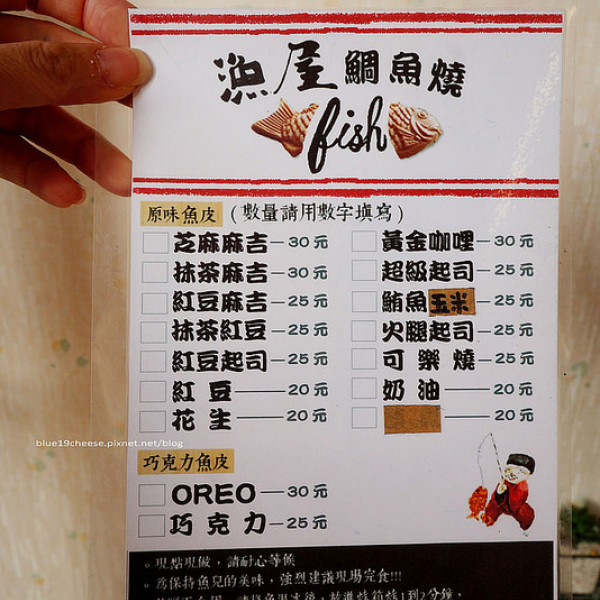 漁屋鯛魚燒
fish
原味魚皮 (數量請用數字填寫)
芝麻麻吉—30元
抹茶麻吉—30元
紅豆麻吉—25元
抹茶紅豆—25元
紅豆起司—25元
紅豆——20元
花生——20元
黃金咖哩—30元
超級起司—25元
鮪魚玉米—25元
火腿起司—25元
可樂燒—25元
奶油——20元
——20元
巧克力魚皮
OREO—30元
巧克力—25元
。現點現做，請耐心等候
。為保持魚兒的美味，強烈建議現場完食!!!
blue19cheese.pixnet.net/blog